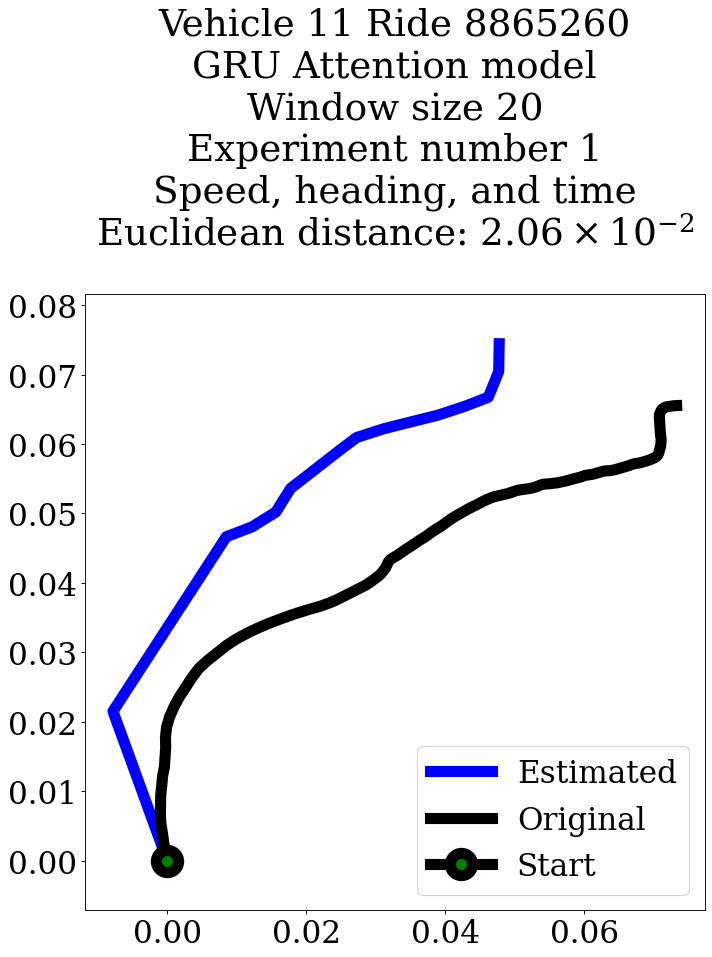 Vehicle 11 Ride 8865260
GRU Attention model
Window size 20
Experiment number 1
Speed, heading, and time
Euclidean distance: 2.06 × 10⁻²
0.08
0.07
0.06
0.05
0.04
0.03
0.02
0.01
0.00
Estimated
Original
Start
0.00 0.02 0.04 0.06